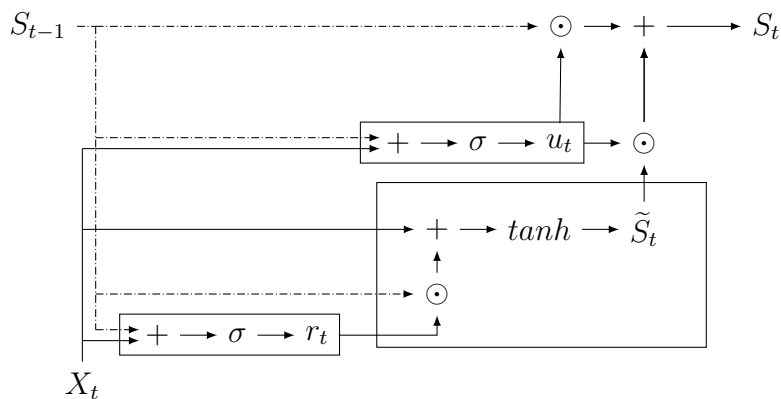 S_{t−1} ⊙ + S_t
+ σ u_t ⊙
+ tanh S̃_t
⊙
+ σ r_t
X_t